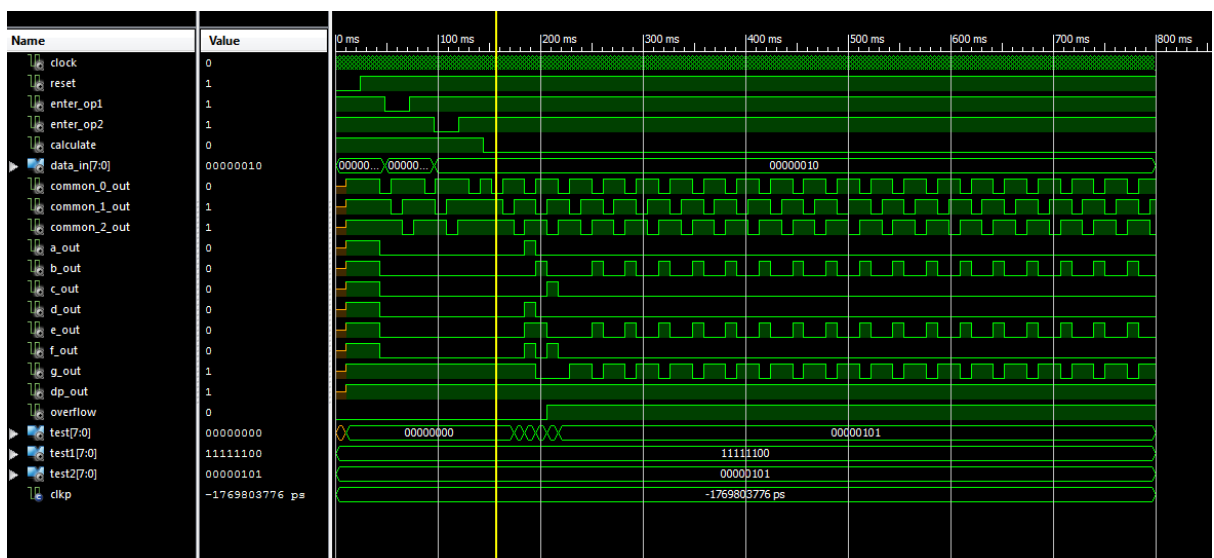 Name Value 0 ms 100 ms 200 ms 300 ms 400 ms 500 ms 600 ms 700 ms 800 ms
clock 0
reset 1
enter_op1 1
enter_op2 1
calculate 0
data_in[7:0] 00000010 00000... 00000... 00000010
common_0_out 0
common_1_out 1
common_2_out 1
a_out 0
b_out 0
c_out 0
d_out 0
e_out 0
f_out 0
g_out 1
dp_out 1
overflow 0
test[7:0] 00000000 00000000 00000101
test1[7:0] 11111100 11111100
test2[7:0] 00000101 00000101
clkp -1769803776 ps -1769803776 ps